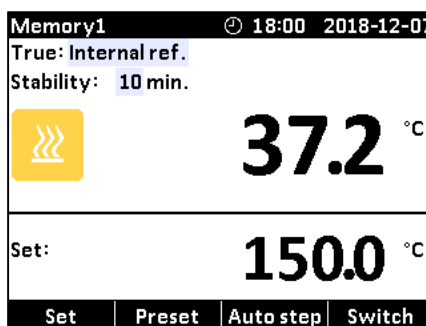 Memory1 18:00 2018-12-07
True: Internal ref.
Stability: 10 min.
37.2 °C
Set: 150.0 °C
Set Preset Auto step Switch